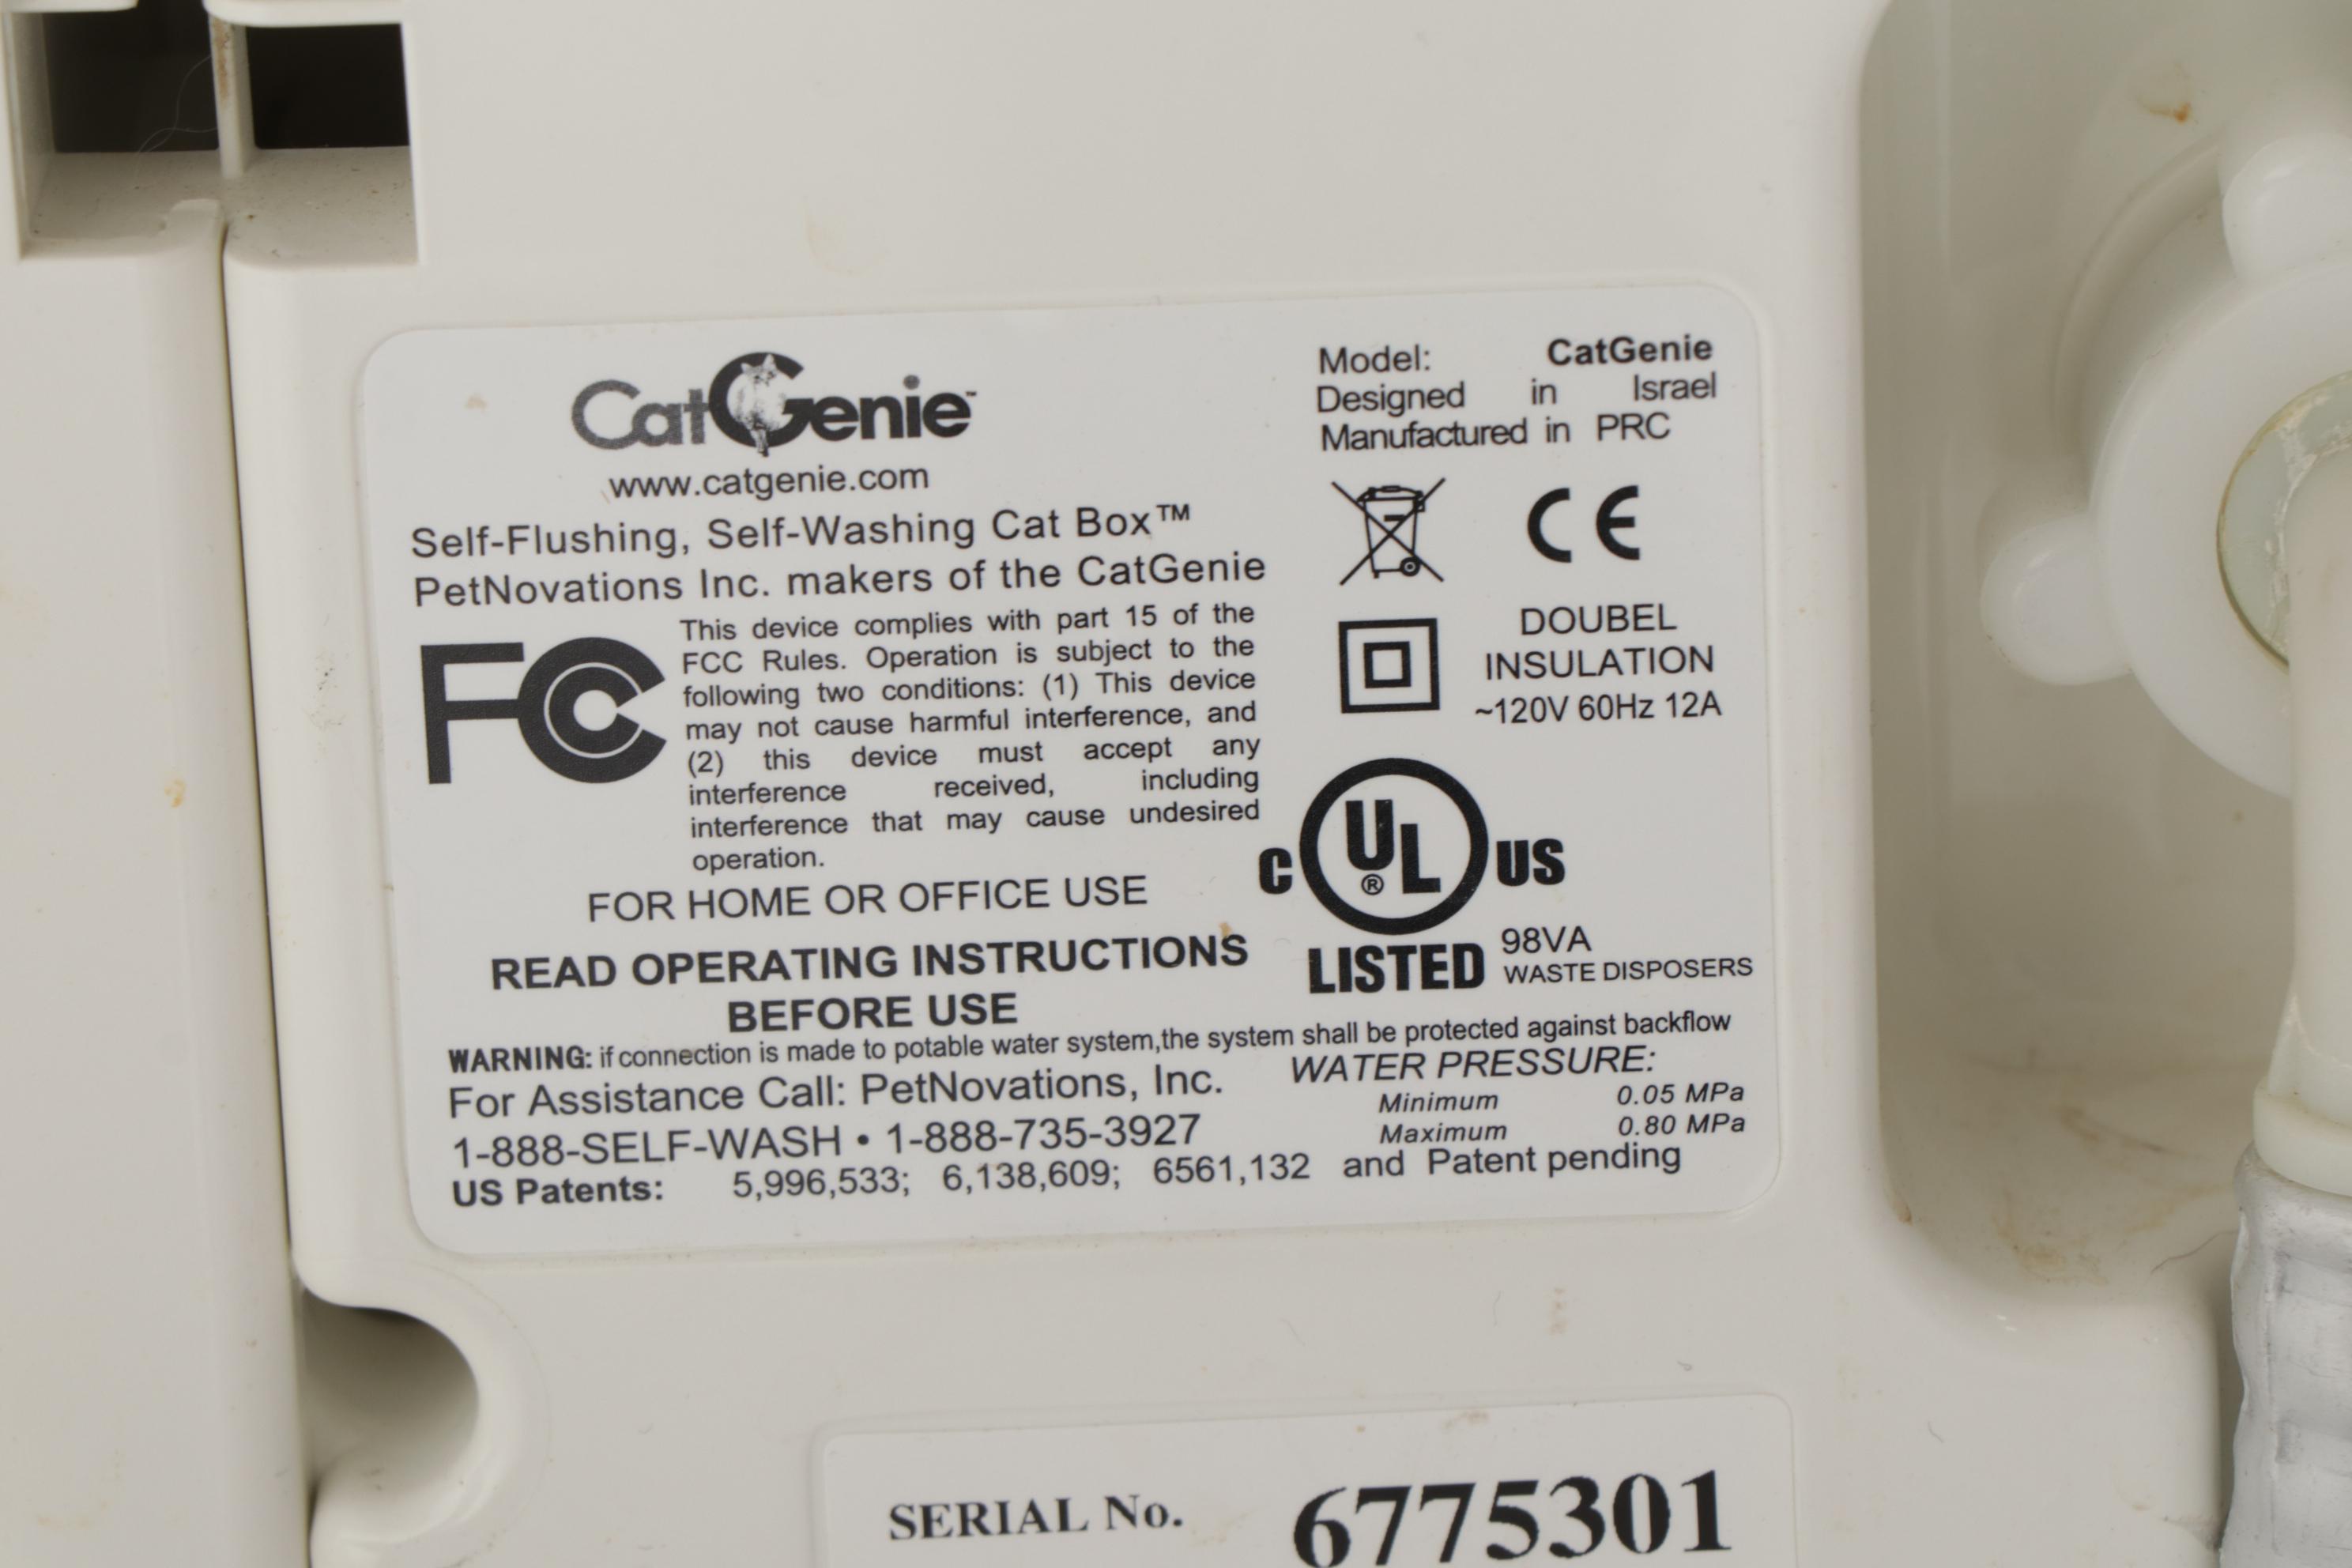 CatGenie™
www.catgenie.com
Self-Flushing, Self-Washing Cat Box™
PetNovations Inc. makers of the CatGenie
FC
This device complies with part 15 of the
FCC Rules. Operation is subject to the
following two conditions: (1) This device
may not cause harmful interference, and
(2) this device must accept any
interference received, including
interference that may cause undesired
operation.
FOR HOME OR OFFICE USE
READ OPERATING INSTRUCTIONS
BEFORE USE
Model: CatGenie
Designed in Israel
Manufactured in PRC
CE
DOUBEL
INSULATION
~120V 60Hz 12A
C UL® US
LISTED 98VA
WASTE DISPOSERS
WARNING: if connection is made to potable water system,the system shall be protected against backflow
For Assistance Call: PetNovations, Inc.
1-888-SELF-WASH • 1-888-735-3927
WATER PRESSURE:
Minimum 0.05 MPa
Maximum 0.80 MPa
US Patents: 5,996,533; 6,138,609; 6561,132 and Patent pending
SERIAL No. 6775301